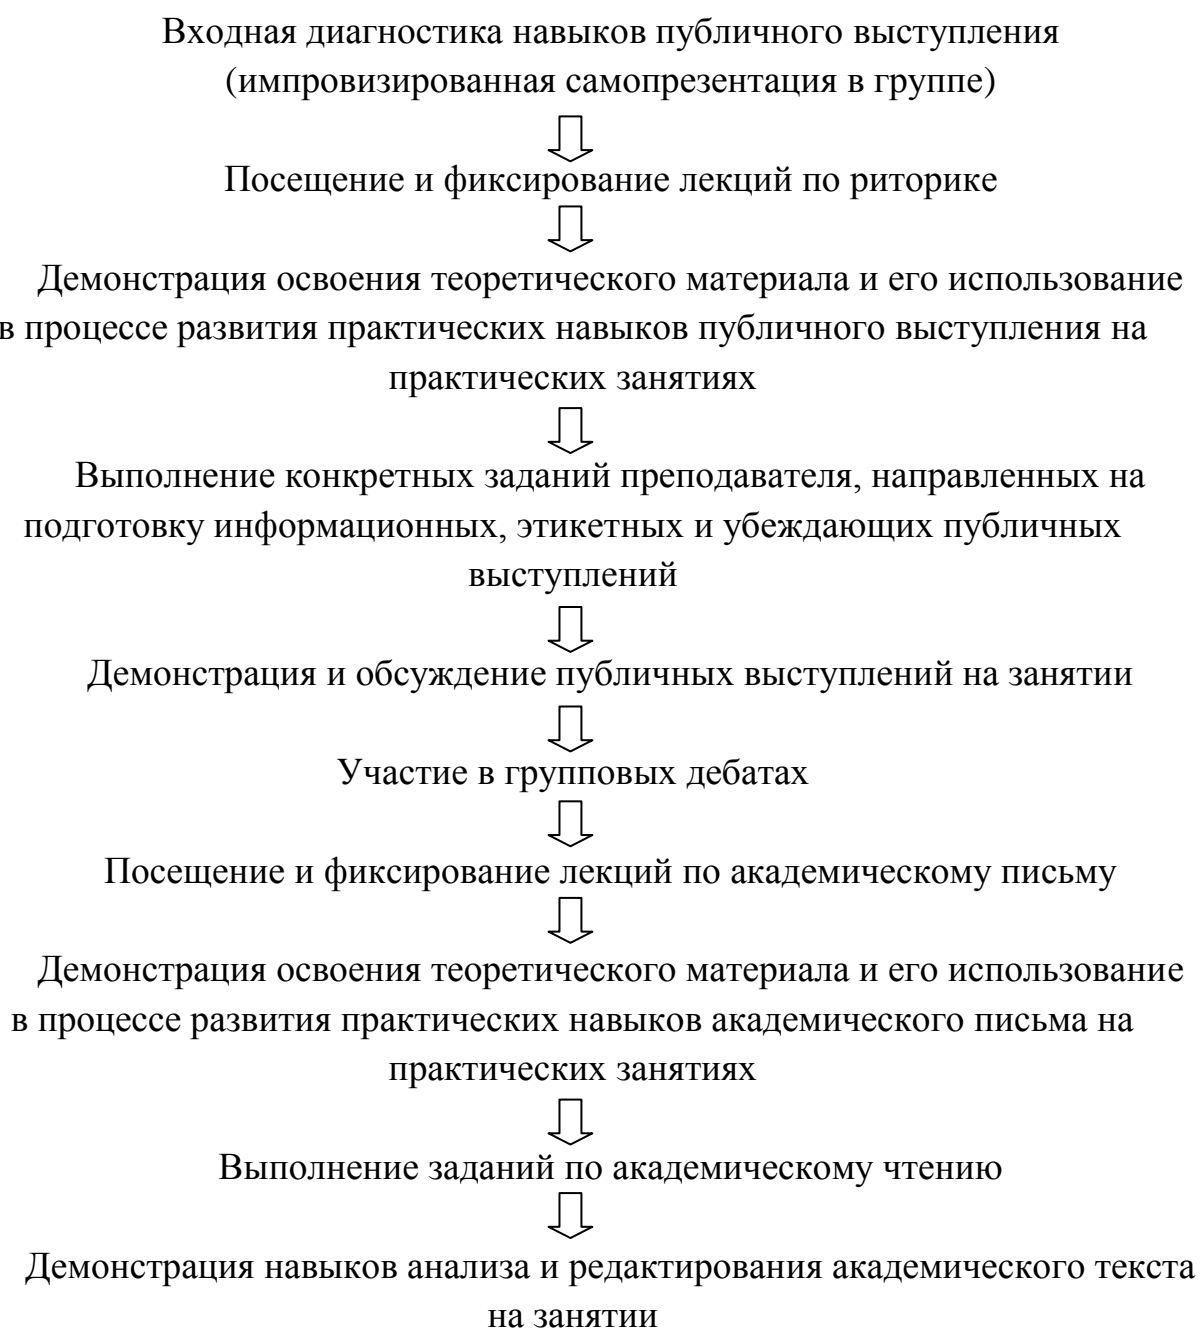 Входная диагностика навыков публичного выступления
(импровизированная самопрезентация в группе)
Посещение и фиксирование лекций по риторике
Демонстрация освоения теоретического материала и его использование
в процессе развития практических навыков публичного выступления на
практических занятиях
Выполнение конкретных заданий преподавателя, направленных на
подготовку информационных, этикетных и убеждающих публичных
выступлений
Демонстрация и обсуждение публичных выступлений на занятии
Участие в групповых дебатах
Посещение и фиксирование лекций по академическому письму
Демонстрация освоения теоретического материала и его использование
в процессе развития практических навыков академического письма на
практических занятиях
Выполнение заданий по академическому чтению
Демонстрация навыков анализа и редактирования академического текста
на занятии